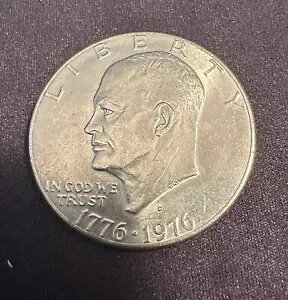 LIBERTY
IN GOD WE
TRUST
D
1776 · 1976